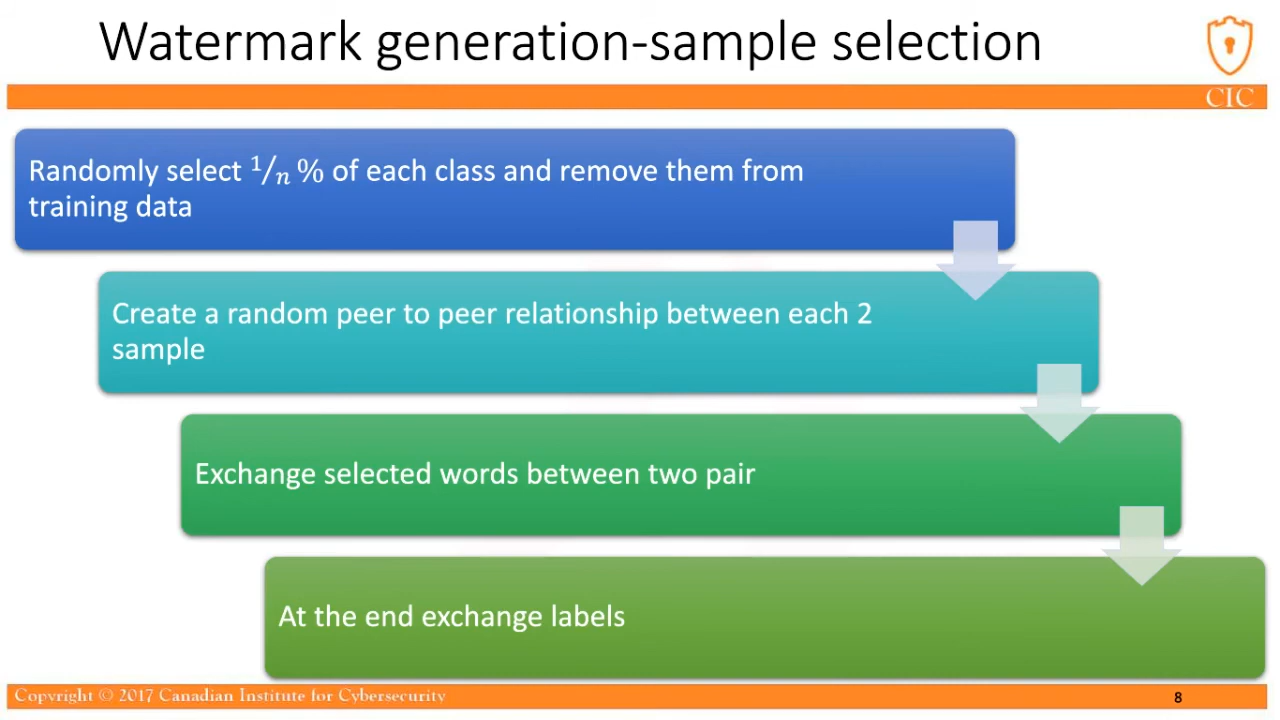 Watermark generation-sample selection
CIC
Randomly select 1/n % of each class and remove them from
training data
Create a random peer to peer relationship between each 2
sample
Exchange selected words between two pair
At the end exchange labels
Copyright © 2017 Canadian Institute for Cybersecurity
8